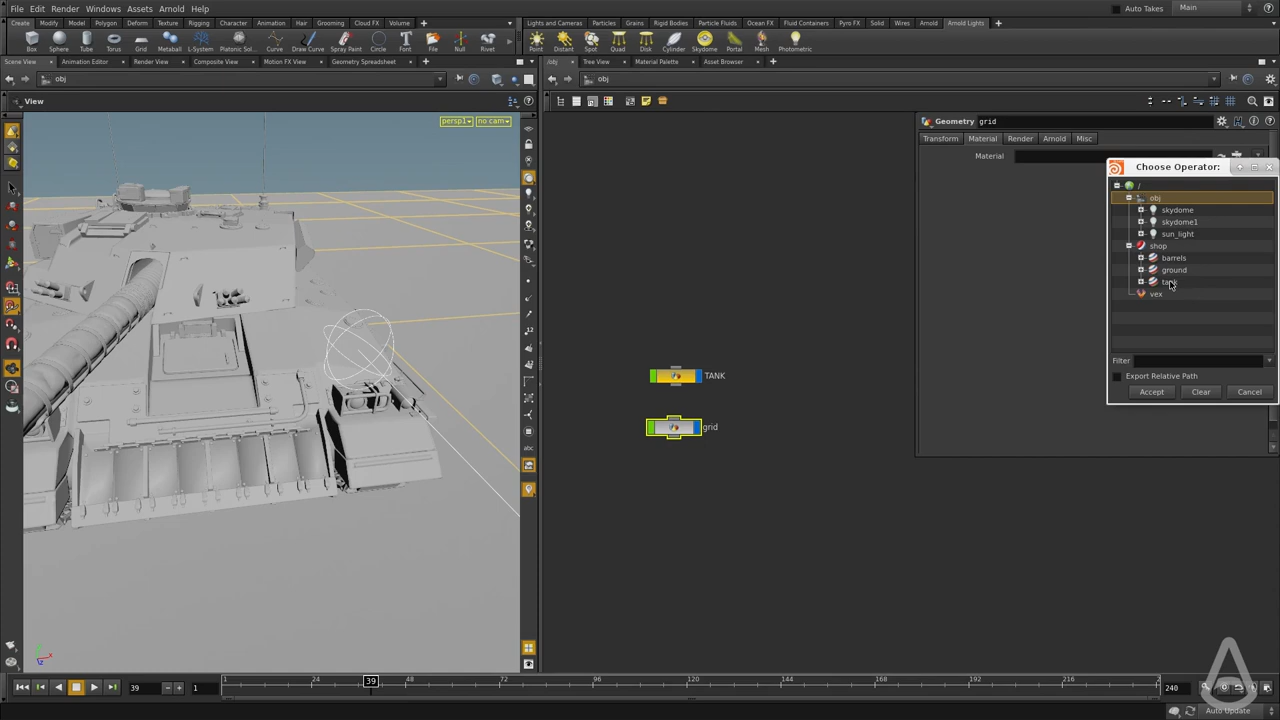 File Edit Render Windows Assets Arnold Help
Auto Takes Main
Create Modify Model Polygon Deform Texture Rigging Character Animation Hair Grooming Cloud FX Volume
Lights and Cameras Particles Grains Rigid Bodies Particle Fluids Ocean FX Fluid Containers Pyro FX Solid Wires Arnold Arnold Lights
Box Sphere Tube Torus Grid Metaball L-System Platonic Sol... Curve Draw Curve Spray Paint Circle Font File Null Rivet
Point Distant Spot Quad Disk Cylinder Skydome Portal Mesh Photometric
Scene View Animation Editor Render View Composite View Motion FX View Geometry Spreadsheet
/obj Tree View Material Palette Asset Browser
obj
obj
View
persp1 no cam
Geometry grid
Transform Material Render Arnold Misc
Material
Choose Operator:
/
obj
skydome
skydome1
sun_light
shop
barrels
ground
tank
vex
Filter
Export Relative Path
Accept Clear Cancel
TANK
grid
12
abc
39 1
1 24 39 48 72 96 120 144 168 192 216 2
240
Auto Update